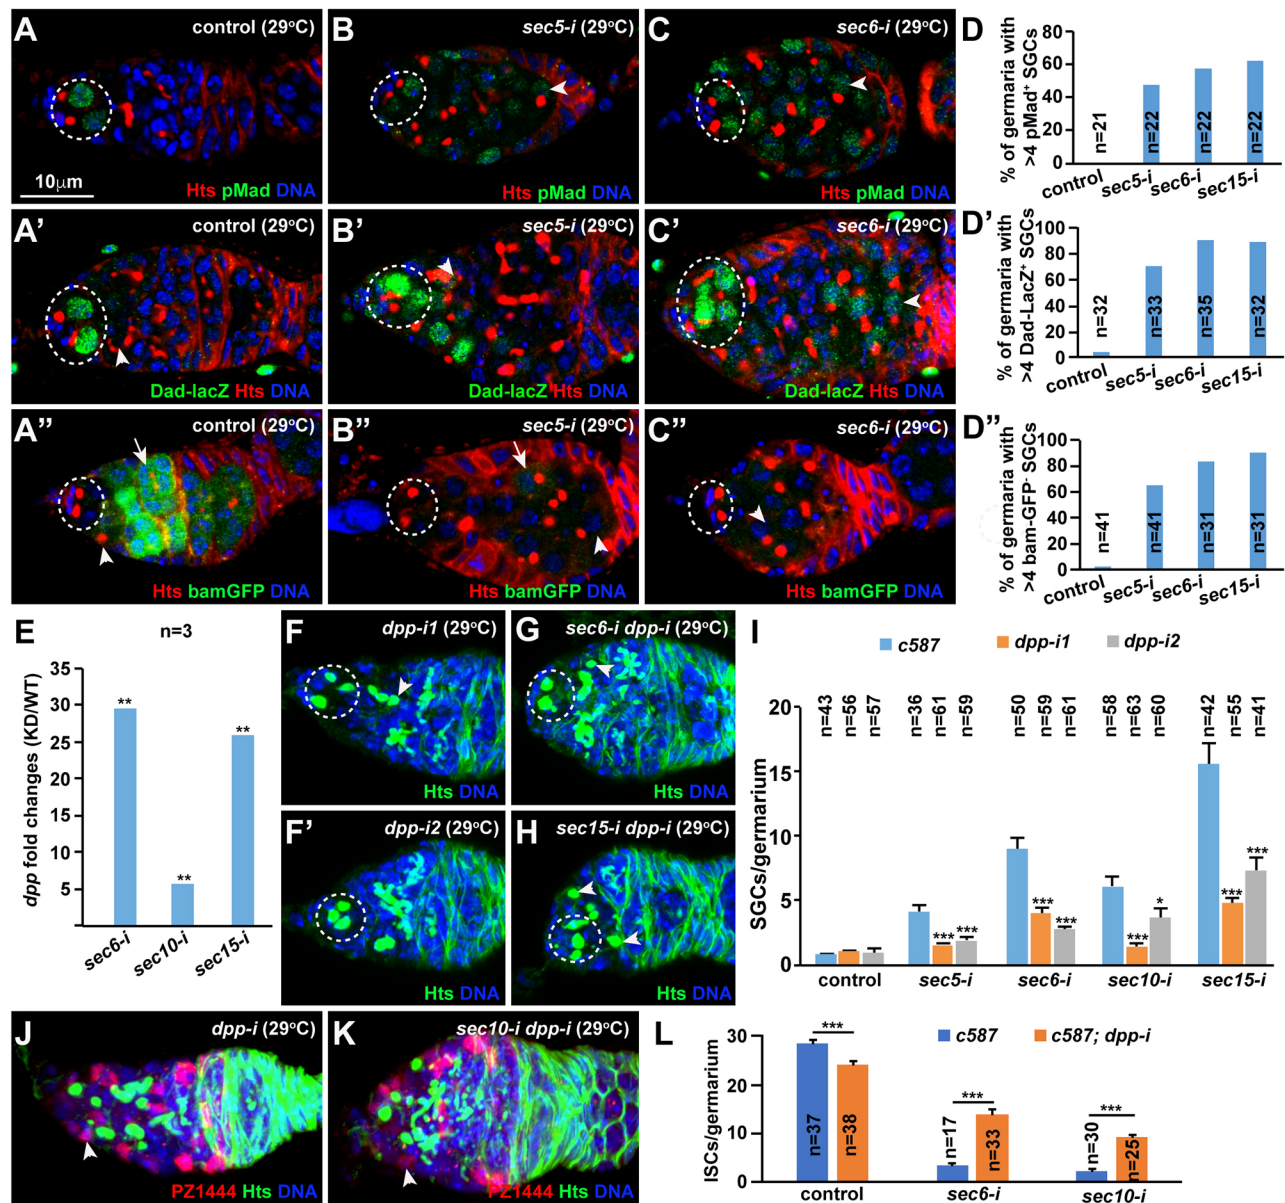 A control (29°C)
Hts pMad DNA
10µm
B sec5-i (29°C)
Hts pMad DNA
C sec6-i (29°C)
Hts pMad DNA
D
% of germaria with >4 pMad⁺ SGCs
80
60
40
20
0
n=21 n=22 n=22 n=22
control sec5-i sec6-i sec15-i
A' control (29°C)
Dad-lacZ Hts DNA
B' sec5-i (29°C)
C' sec6-i (29°C)
Dad-lacZ Hts DNA
D'
% of germaria with >4 Dad-LacZ⁺ SGCs
100
80
60
40
20
0
n=32 n=33 n=35 n=32
control sec5-i sec6-i sec15-i
A" control (29°C)
Hts bamGFP DNA
B" sec5-i (29°C)
Hts bamGFP DNA
C" sec6-i (29°C)
Hts bamGFP DNA
D"
% of germaria with >4 bam-GFP⁻ SGCs
100
80
60
40
20
0
n=41 n=41 n=31 n=31
control sec5-i sec6-i sec15-i
E n=3
dpp fold changes (KD/WT)
35
30
25
20
15
10
5
** ** **
sec6-i sec10-i sec15-i
F dpp-i1 (29°C)
Hts DNA
G sec6-i dpp-i (29°C)
Hts DNA
F' dpp-i2 (29°C)
Hts DNA
H sec15-i dpp-i (29°C)
Hts DNA
I
c587 dpp-i1 dpp-i2
SGCs/germarium
20
15
10
5
0
n=43 n=56 n=57 n=36 n=61 n=59 n=50 n=59 n=61 n=58 n=63 n=60 n=42 n=55 n=41
*** *** *** *** *** * *** ***
control sec5-i sec6-i sec10-i sec15-i
J dpp-i (29°C)
PZ1444 Hts DNA
K sec10-i dpp-i (29°C)
PZ1444 Hts DNA
L
c587 c587; dpp-i
ISCs/germarium
30
20
10
0
*** *** ***
n=37 n=38 n=17 n=33 n=30 n=25
control sec6-i sec10-i